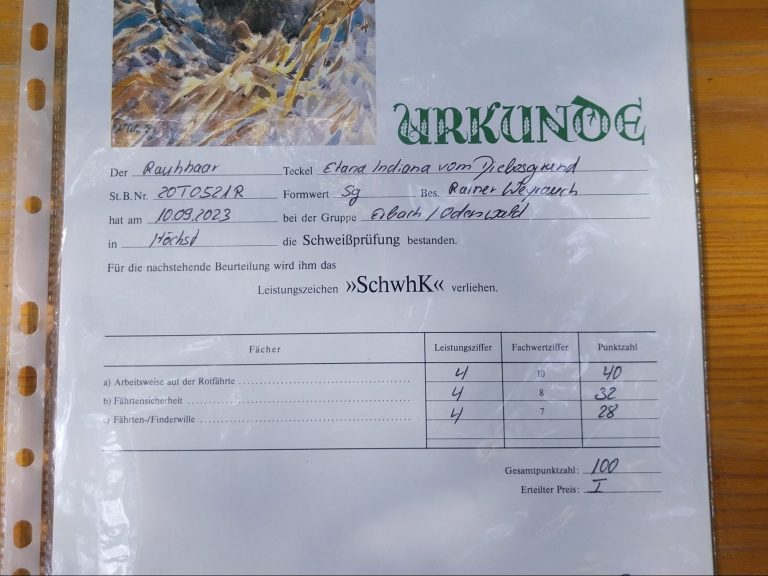 URKUNDE
Der Rauhhaar Teckel Etana Indiana vom Diebesgrund
St.B.Nr. 20T0521R Formwert Sg Bes. Rainer Weyrauch
hat am 10.09.2023 bei der Gruppe Erbach/Odenwald
in Höchst die Schweißprüfung bestanden.
Für die nachstehende Beurteilung wird ihm das
Leistungszeichen »SchwhK« verliehen.
Fächer Leistungsziffer Fachwertziffer Punktzahl
a) Arbeitsweise auf der Rotfährte 4 10 40
b) Fährtensicherheit 4 8 32
c) Fährten-/Finderwille 4 7 28
Gesamtpunktzahl: 100
Erteilter Preis: I